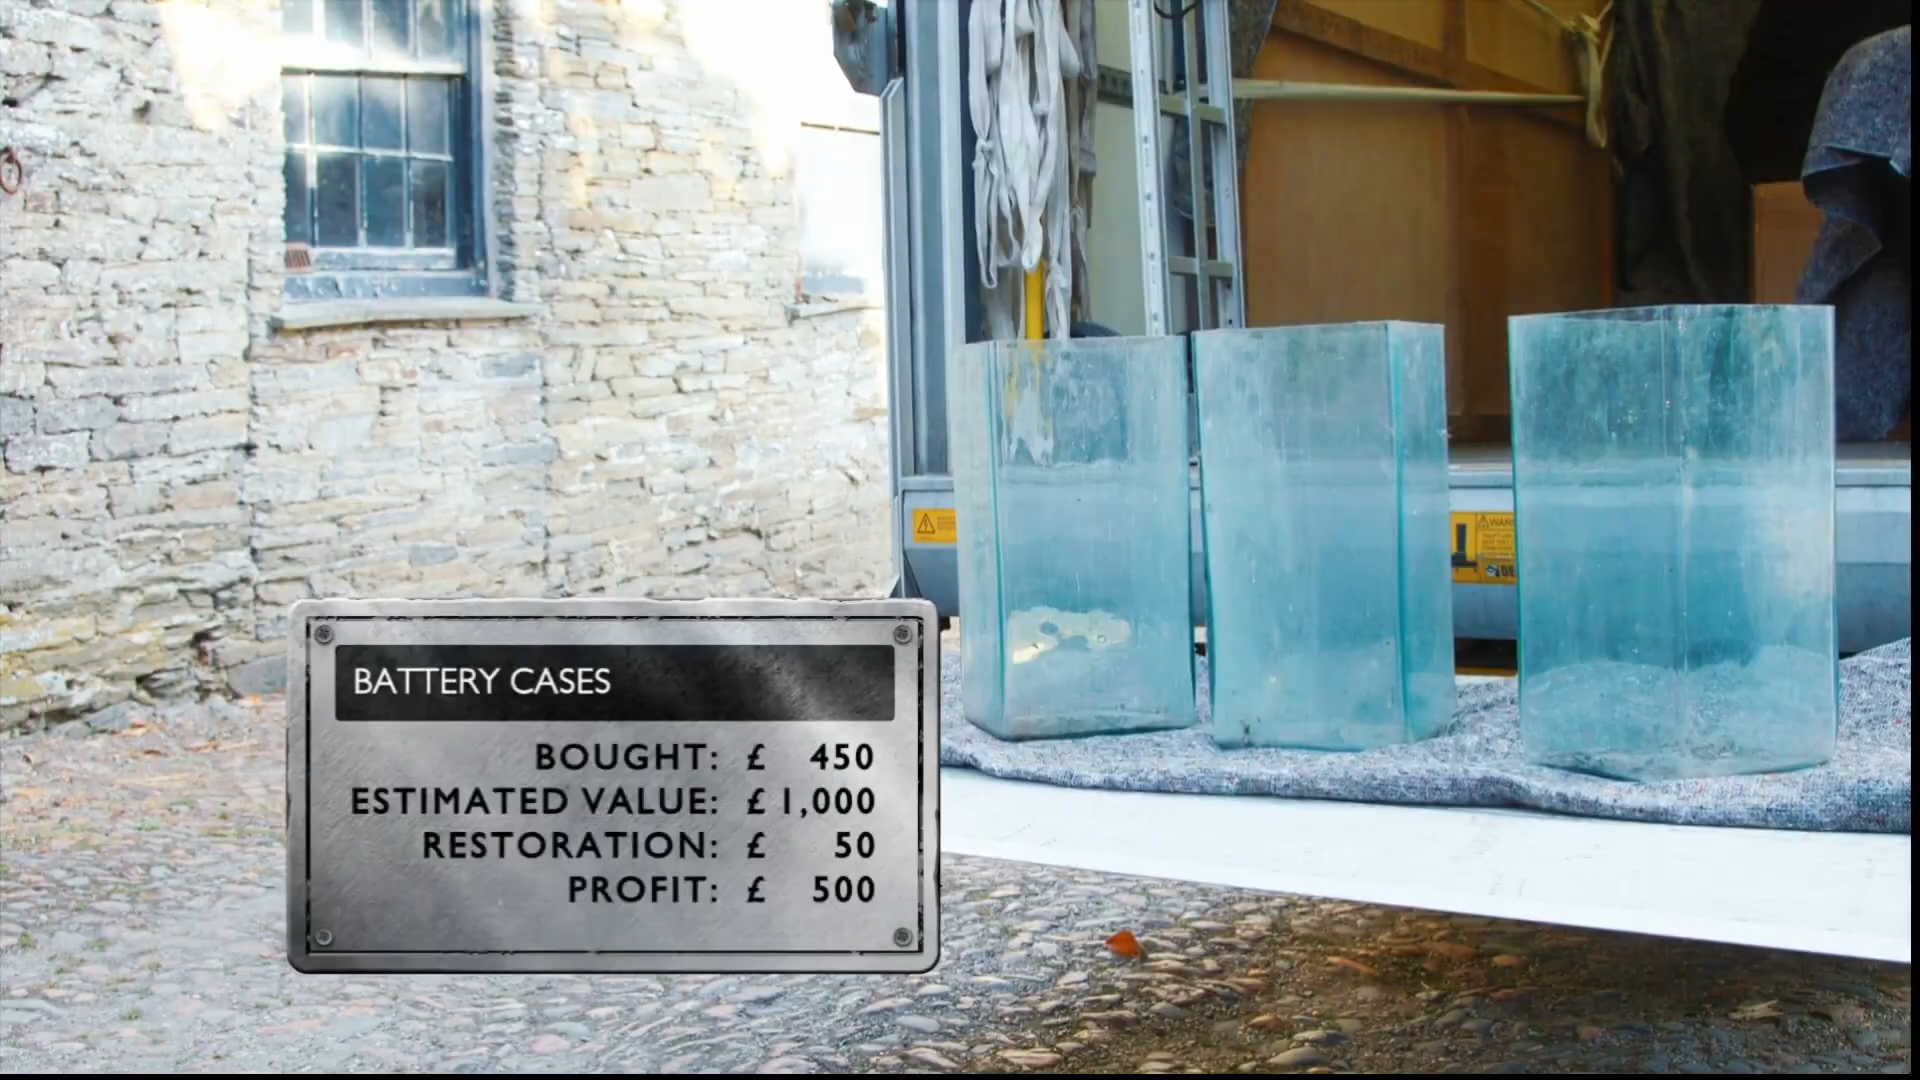 BATTERY CASES
BOUGHT: £ 450
ESTIMATED VALUE: £ 1,000
RESTORATION: £ 50
PROFIT: £ 500